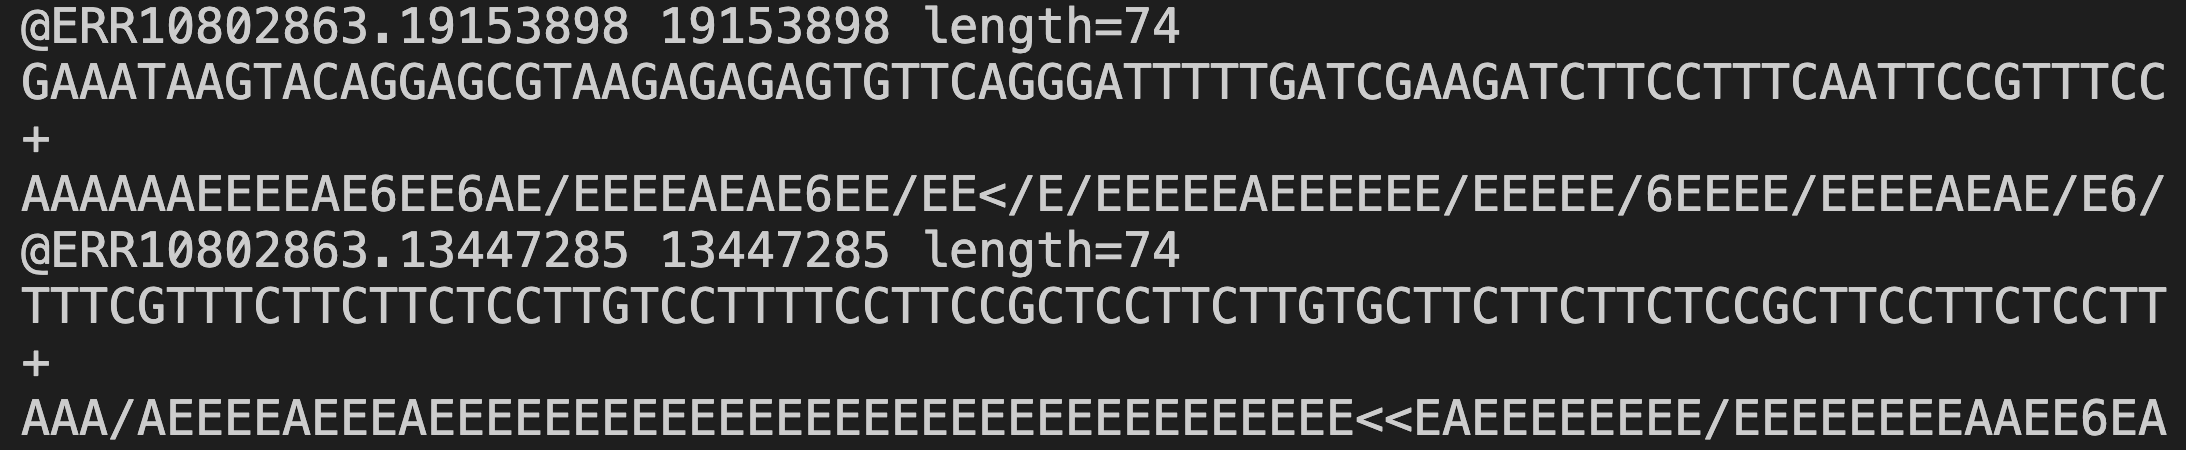 @ERR10802863.19153898 19153898 length=74
GAAATAAGTACAGGAGCGTAAGAGAGAGTGTTCAGGGATTTTTGATCGAAGATCTTCCTTTCAATTCCGTTTCC
+
AAAAAAEEEEAE6EE6AE/EEEEAEAE6EE/EE</E/EEEEEAEEEEEE/EEEEE/6EEEE/EEEEAEAE/E6/
@ERR10802863.13447285 13447285 length=74
TTTCGTTTCTTCTTCTCCTTGTCCTTTTCCTTCCGCTCCTTCTTGTGCTTCTTCTTCTCCGCTTCCTTCTCCTT
+
AAA/AEEEEAEEEAEEEEEEEEEEEEEEEEEEEEEEEEEEEEEEEE<<EAEEEEEEEE/EEEEEEEEAAEE6EA